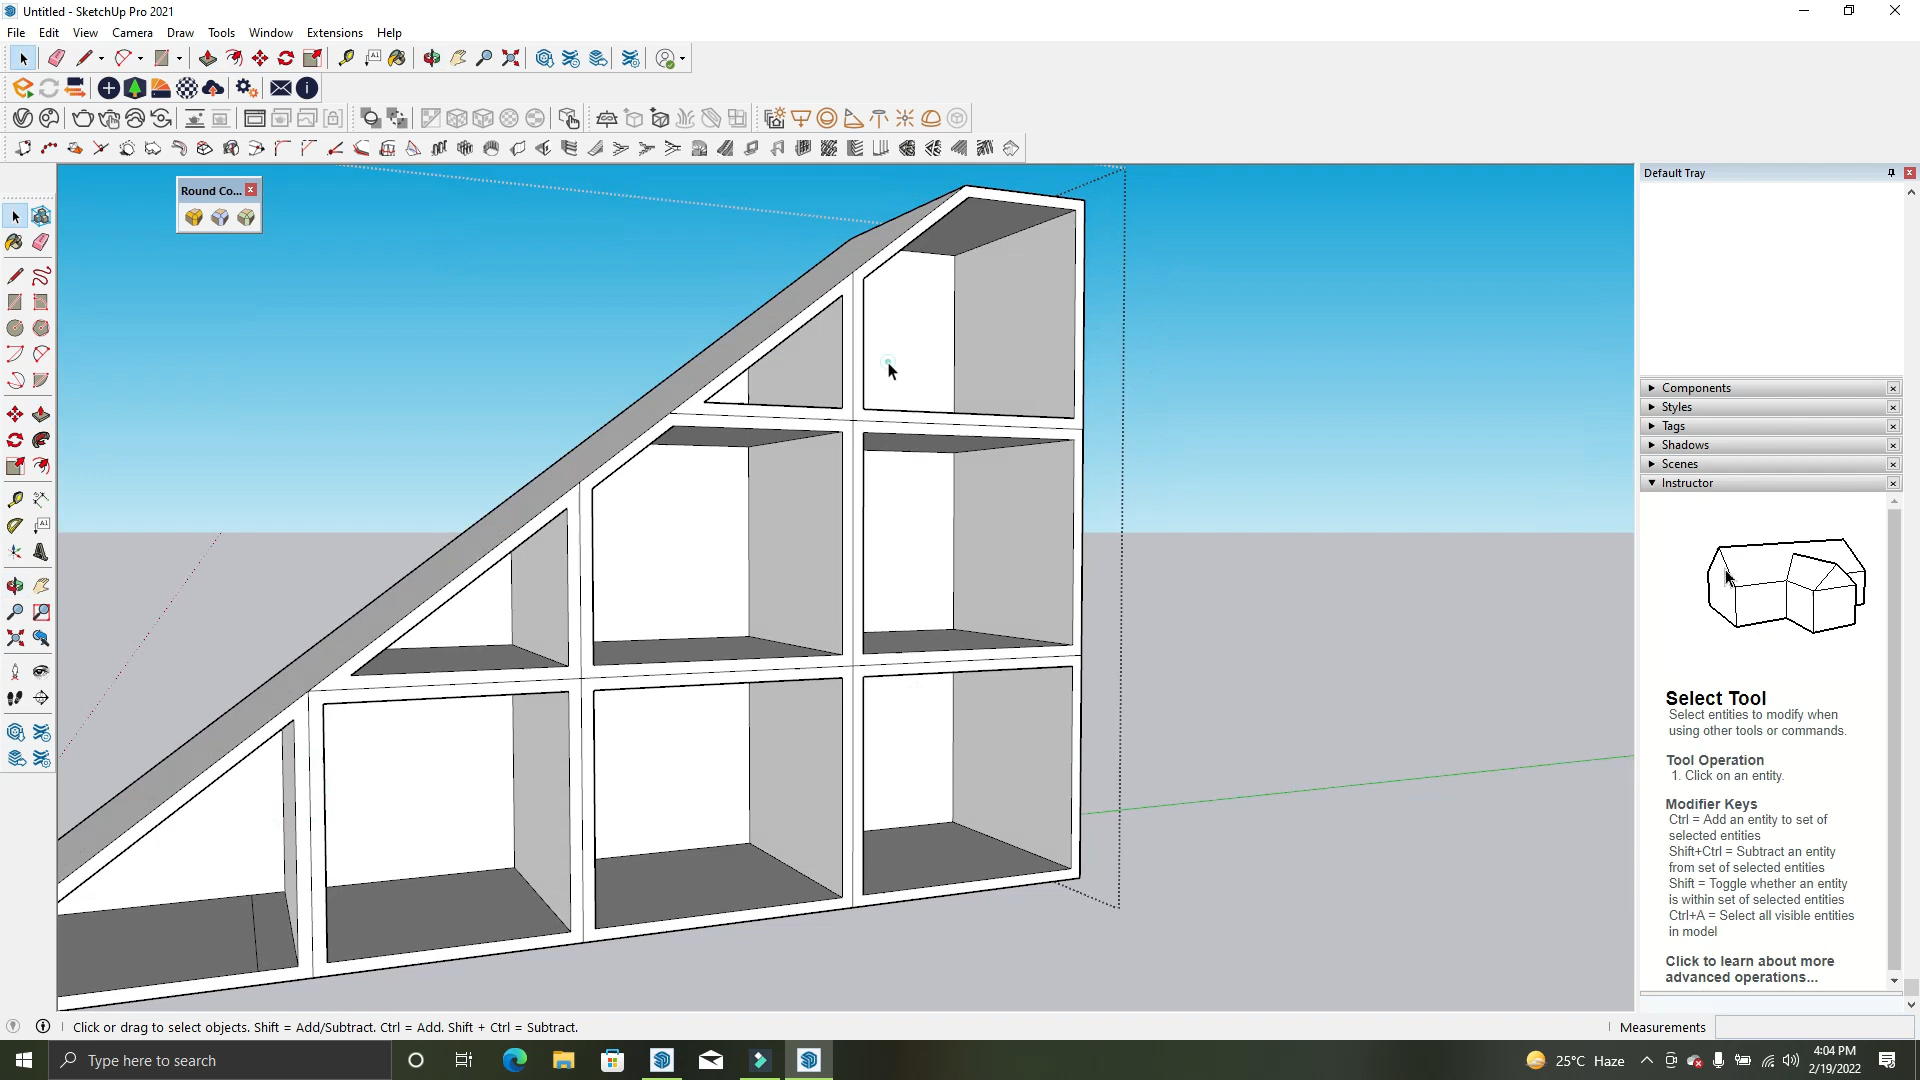 Untitled - SketchUp Pro 2021
File Edit View Camera Draw Tools Window Extensions Help
Round Co...
Default Tray
Components
Styles
Tags
Shadows
Scenes
Instructor
Select Tool
Select entities to modify when
using other tools or commands.
Tool Operation
1. Click on an entity.
Modifier Keys
Ctrl = Add an entity to set of
selected entities
Shift+Ctrl = Subtract an entity
from set of selected entities
Shift = Toggle whether an entity
is within set of selected entities
Ctrl+A = Select all visible entities
in model
Click to learn about more
advanced operations...
Click or drag to select objects. Shift = Add/Subtract. Ctrl = Add. Shift + Ctrl = Subtract.
Measurements
Type here to search
25°C Haze
4:04 PM
2/19/2022